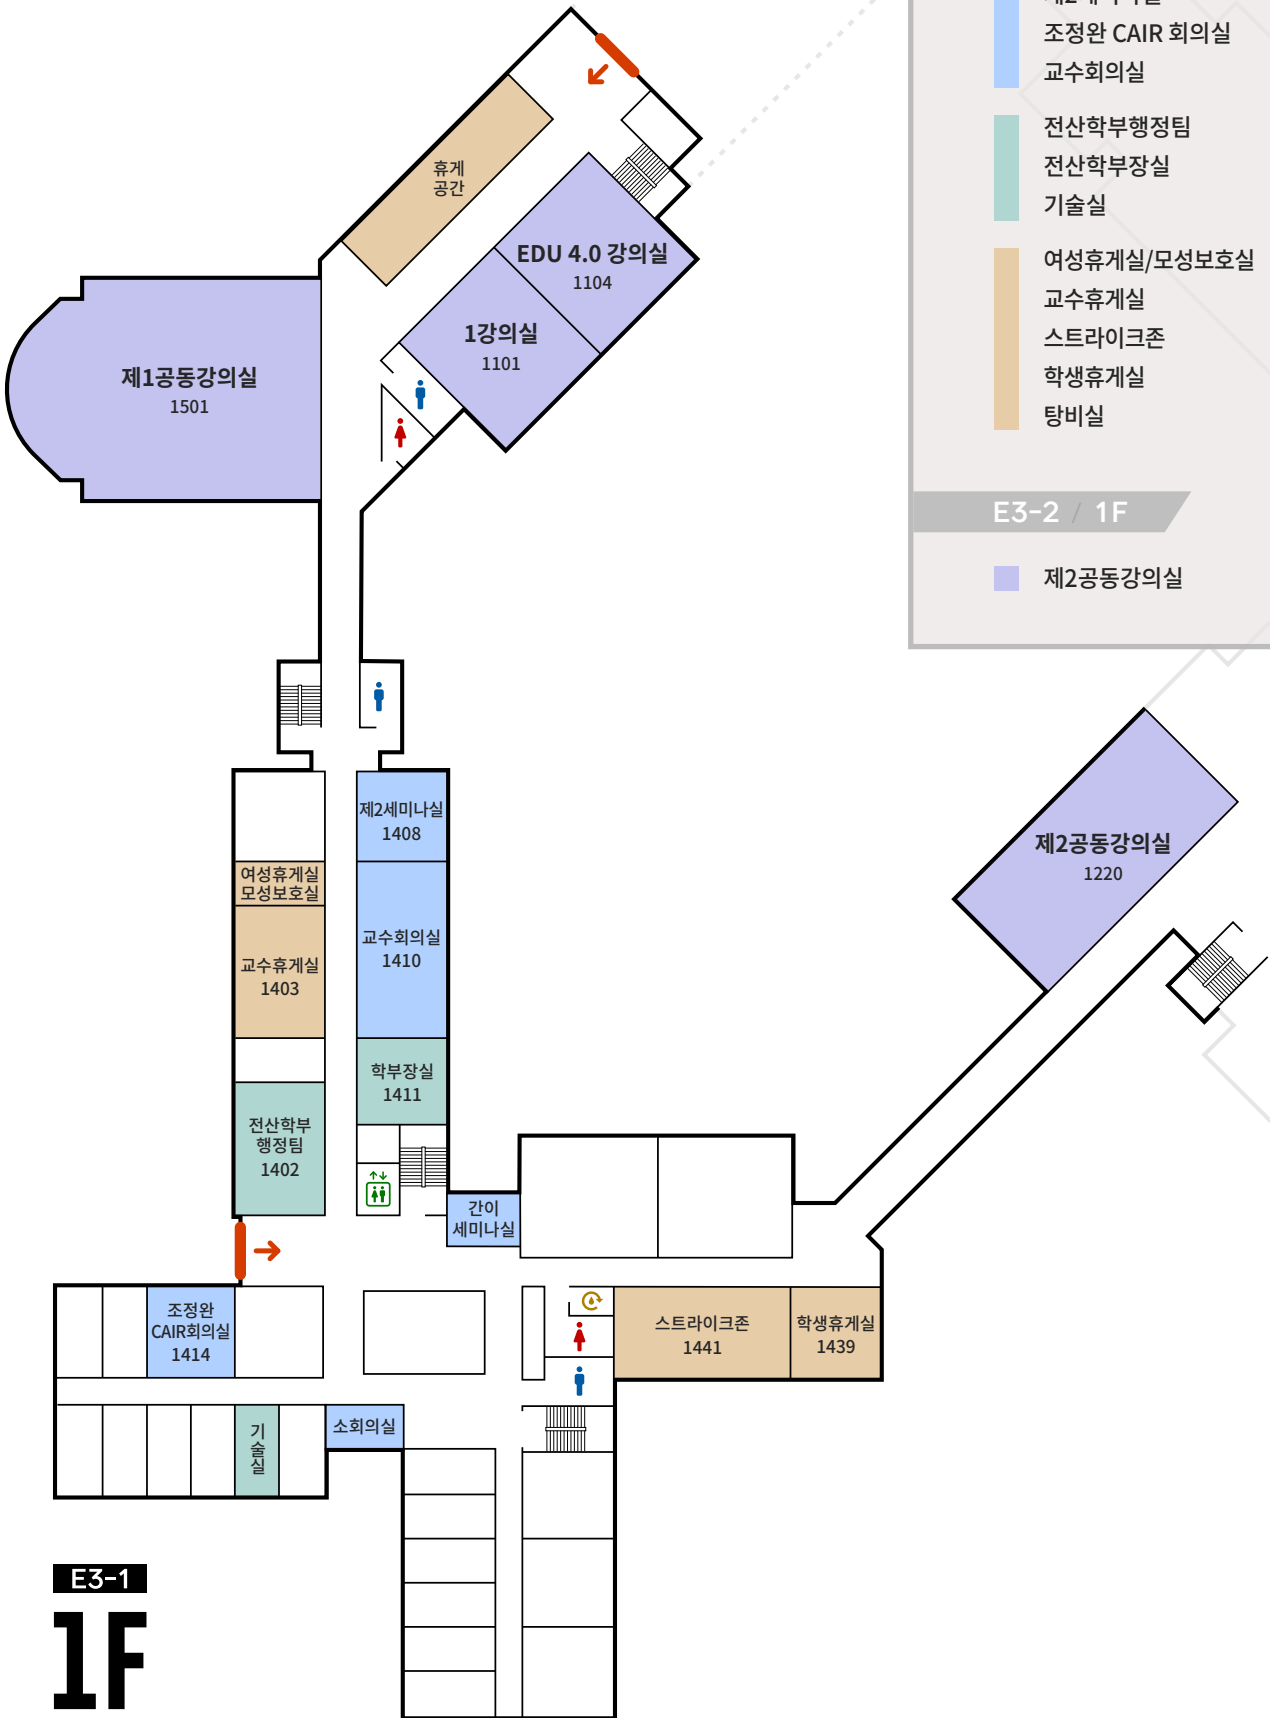 조정완 CAIR 회의실
교수회의실
전산학부행정팀
전산학부장실
기술실
여성휴게실/모성보호실
교수휴게실
스트라이크존
학생휴게실
탕비실
E3-2 / 1F
제2공동강의실
휴게
공간
EDU 4.0 강의실
1104
1강의실
1101
제1공동강의실
1501
제2세미나실
1408
여성휴게실
모성보호실
교수회의실
1410
교수휴게실
1403
학부장실
1411
전산학부
행정팀
1402
간이
세미나실
제2공동강의실
1220
조정완
CAIR회의실
1414
스트라이크존
1441
학생휴게실
1439
기
술
실
소회의실
E3-1
1F